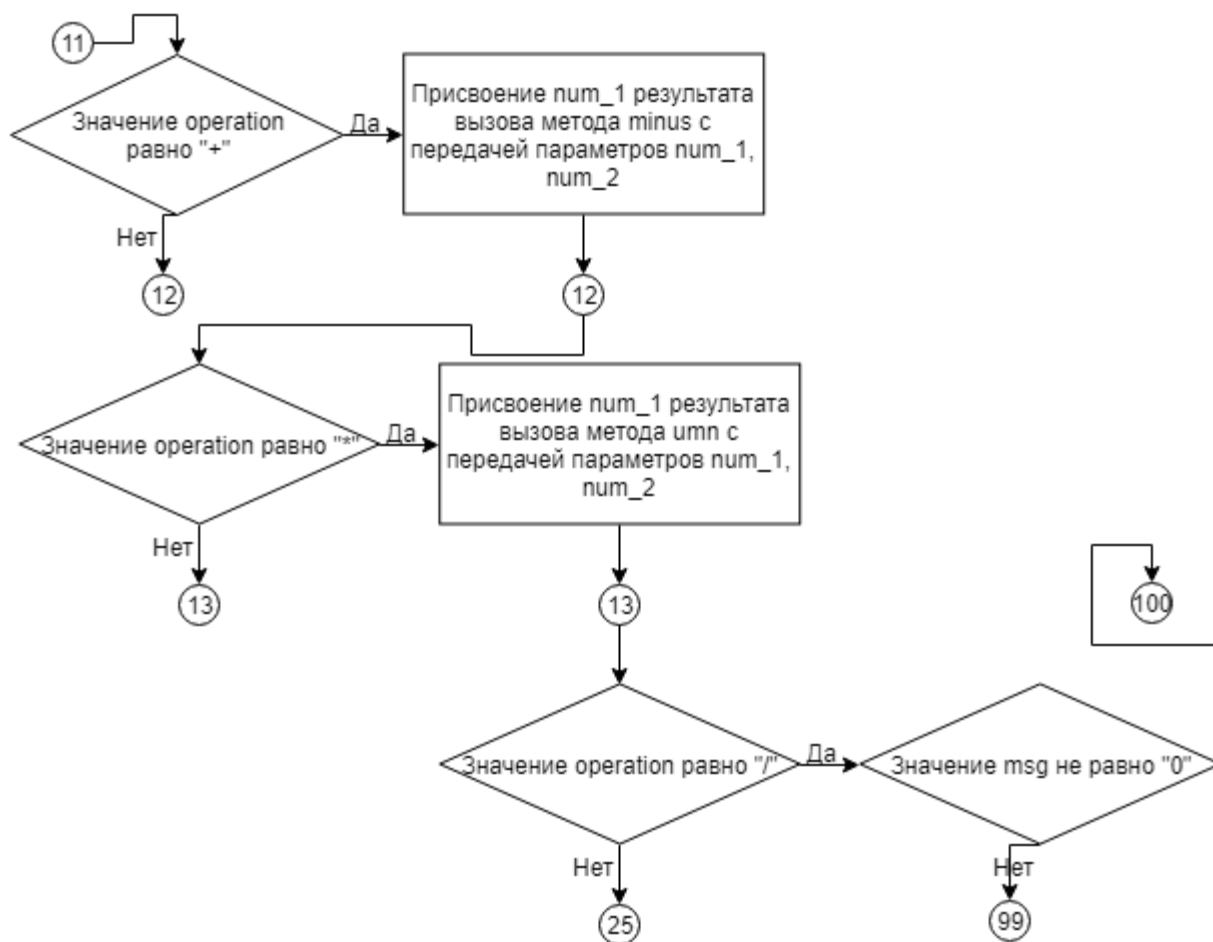 11
Значение operation
равно "+"
Да
Присвоение num_1 результата
вызова метода minus с
передачей параметров num_1,
num_2
Нет
12
12
Значение operation равно "*"
Да
Присвоение num_1 результата
вызова метода umn с
передачей параметров num_1,
num_2
Нет
13
13
100
Значение operation равно "/"
Да
Значение msg не равно "0"
Нет
25
Нет
99